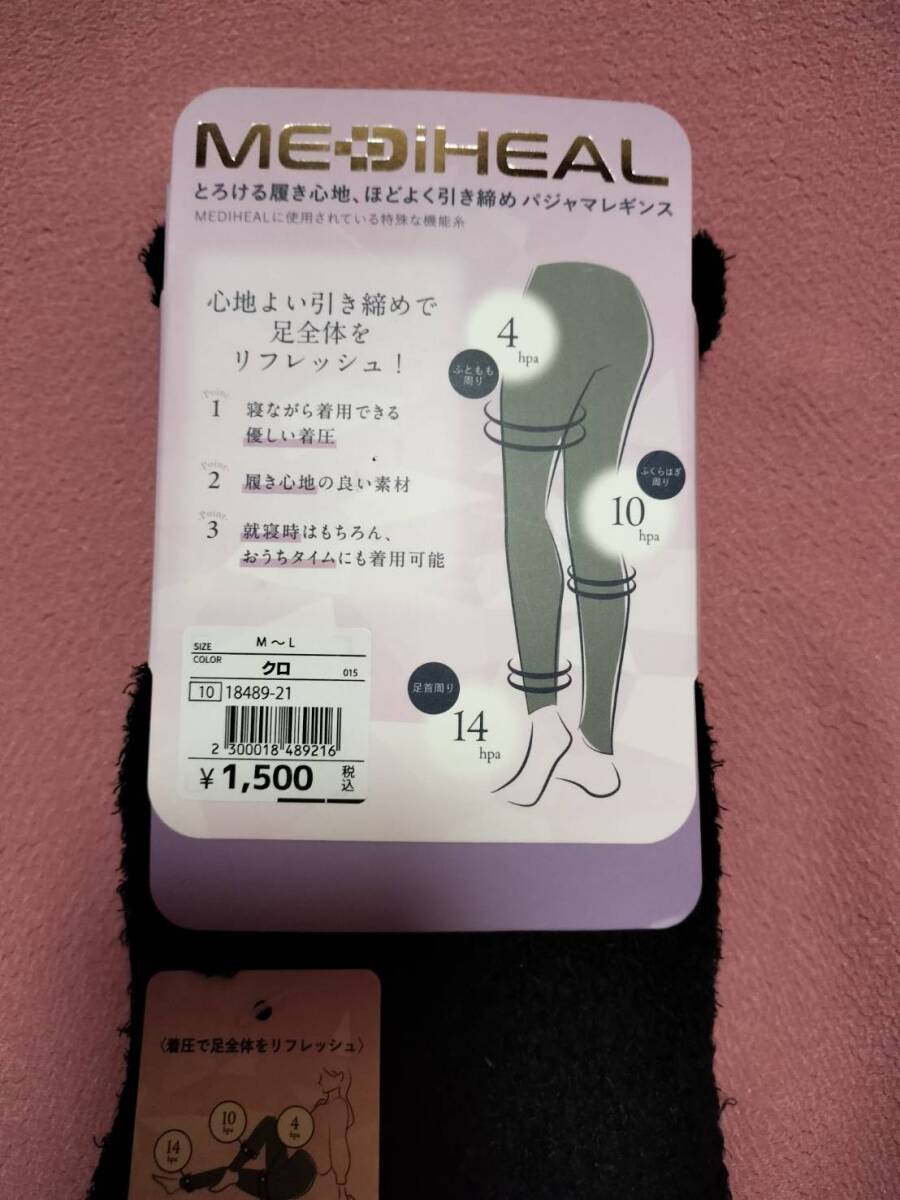 MEDiHEAL
とろける履き心地、ほどよく引き締め パジャマレギンス
MEDIHEALに使用されている特殊な機能糸
心地よい引き締めで
足全体を
リフレッシュ!
Point.
1 寝ながら着用できる
優しい着圧
Point.
2 履き心地の良い素材
Point.
3 就寝時はもちろん、
おうちタイムにも着用可能
4
hpa
ふともも
周り
ふくらはぎ
周り
10
hpa
足首周り
14
hpa
SIZE M〜L
COLOR クロ 015
10 18489-21
2 300018 489216
¥1,500 税込
〈着圧で足全体をリフレッシュ〉
10
hpa
4
hpa
14
hpa